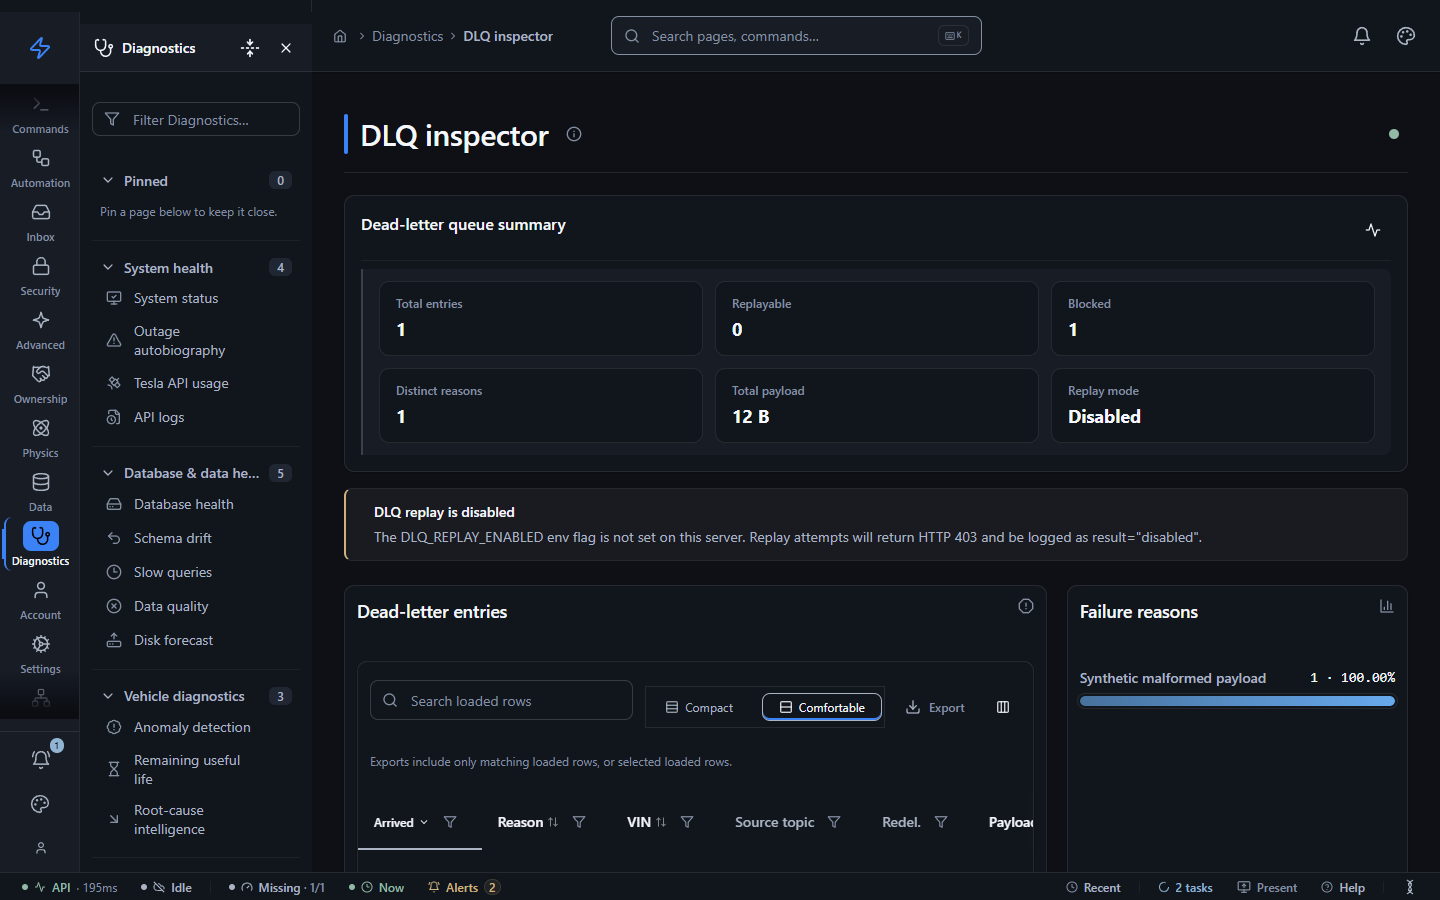 Diagnostics
Diagnostics
DLQ inspector
Search pages, commands...
K
Commands
Automation
Inbox
Security
Advanced
Ownership
Physics
Data
Diagnostics
Account
Settings
1
Filter Diagnostics...
Pinned
0
Pin a page below to keep it close.
System health
4
System status
Outage
autobiography
Tesla API usage
API logs
Database & data he...
5
Database health
Schema drift
Slow queries
Data quality
Disk forecast
Vehicle diagnostics
3
Anomaly detection
Remaining useful
life
Root-cause
intelligence
DLQ inspector
Dead-letter queue summary
Total entries
1
Replayable
0
Blocked
1
Distinct reasons
1
Total payload
12 B
Replay mode
Disabled
DLQ replay is disabled
The DLQ_REPLAY_ENABLED env flag is not set on this server. Replay attempts will return HTTP 403 and be logged as result="disabled".
Dead-letter entries
Search loaded rows
Compact
Comfortable
Export
Exports include only matching loaded rows, or selected loaded rows.
Arrived
Reason
VIN
Source topic
Redel.
Payload
Failure reasons
Synthetic malformed payload
1 · 100.00%
API · 195ms
Idle
Missing · 1/1
Now
Alerts 2
Recent
2 tasks
Present
Help